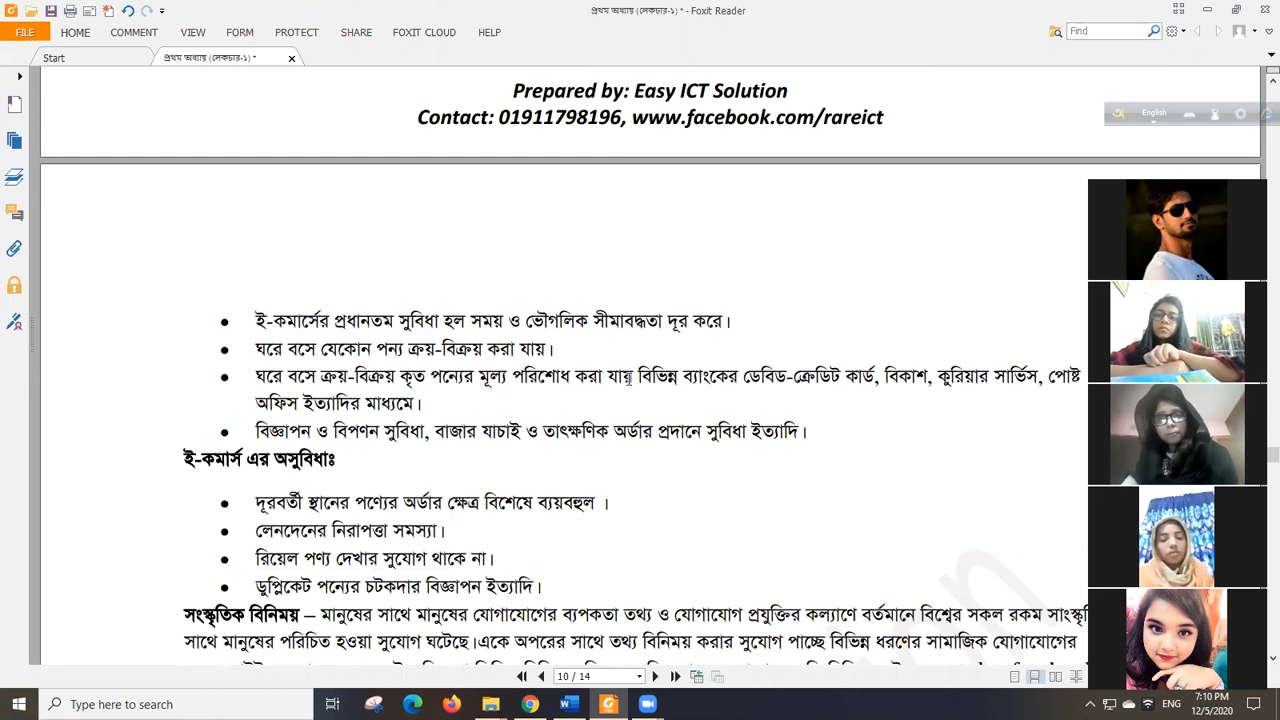 প্রথম অধ্যায় (লেকচার-১) * - Foxit Reader
FILE HOME COMMENT VIEW FORM PROTECT SHARE FOXIT CLOUD HELP Find
Start প্রথম অধ্যায় (লেকচার-১) *
Prepared by: Easy ICT Solution
Contact: 01911798196, www.facebook.com/rareict
English
ই-কমার্সের প্রধানতম সুবিধা হল সময় ও ভৌগলিক সীমাবদ্ধতা দূর করে।
ঘরে বসে যেকোন পন্য ক্রয়-বিক্রয় করা যায়।
ঘরে বসে ক্রয়-বিক্রয় কৃত পন্যের মূল্য পরিশোধ করা যায় বিভিন্ন ব্যাংকের ডেবিড-ক্রেডিট কার্ড, বিকাশ, কুরিয়ার সার্ভিস, পোষ্ট
অফিস ইত্যাদির মাধ্যমে।
বিজ্ঞাপন ও বিপণন সুবিধা, বাজার যাচাই ও তাৎক্ষণিক অর্ডার প্রদানে সুবিধা ইত্যাদি।
ই-কমার্স এর অসুবিধাঃ
দূরবর্তী স্থানের পণ্যের অর্ডার ক্ষেত্র বিশেষে ব্যয়বহুল ।
লেনদেনের নিরাপত্তা সমস্যা।
রিয়েল পণ্য দেখার সুযোগ থাকে না।
ডুপ্লিকেট পন্যের চটকদার বিজ্ঞাপন ইত্যাদি।
সংস্কৃতিক বিনিময় – মানুষের সাথে মানুষের যোগাযোগের ব্যপকতা তথ্য ও যোগাযোগ প্রযুক্তির কল্যাণে বর্তমানে বিশ্বের সকল রকম
সাথে মানুষের পরিচিত হওয়া সুযোগ ঘটেছে।একে অপরের সাথে তথ্য বিনিময় করার সুযোগ পাচ্ছে বিভিন্ন ধরণের সামাজিক যোগাযোগের
10 / 14
Type here to search
ENG 7:10 PM
12/5/2020